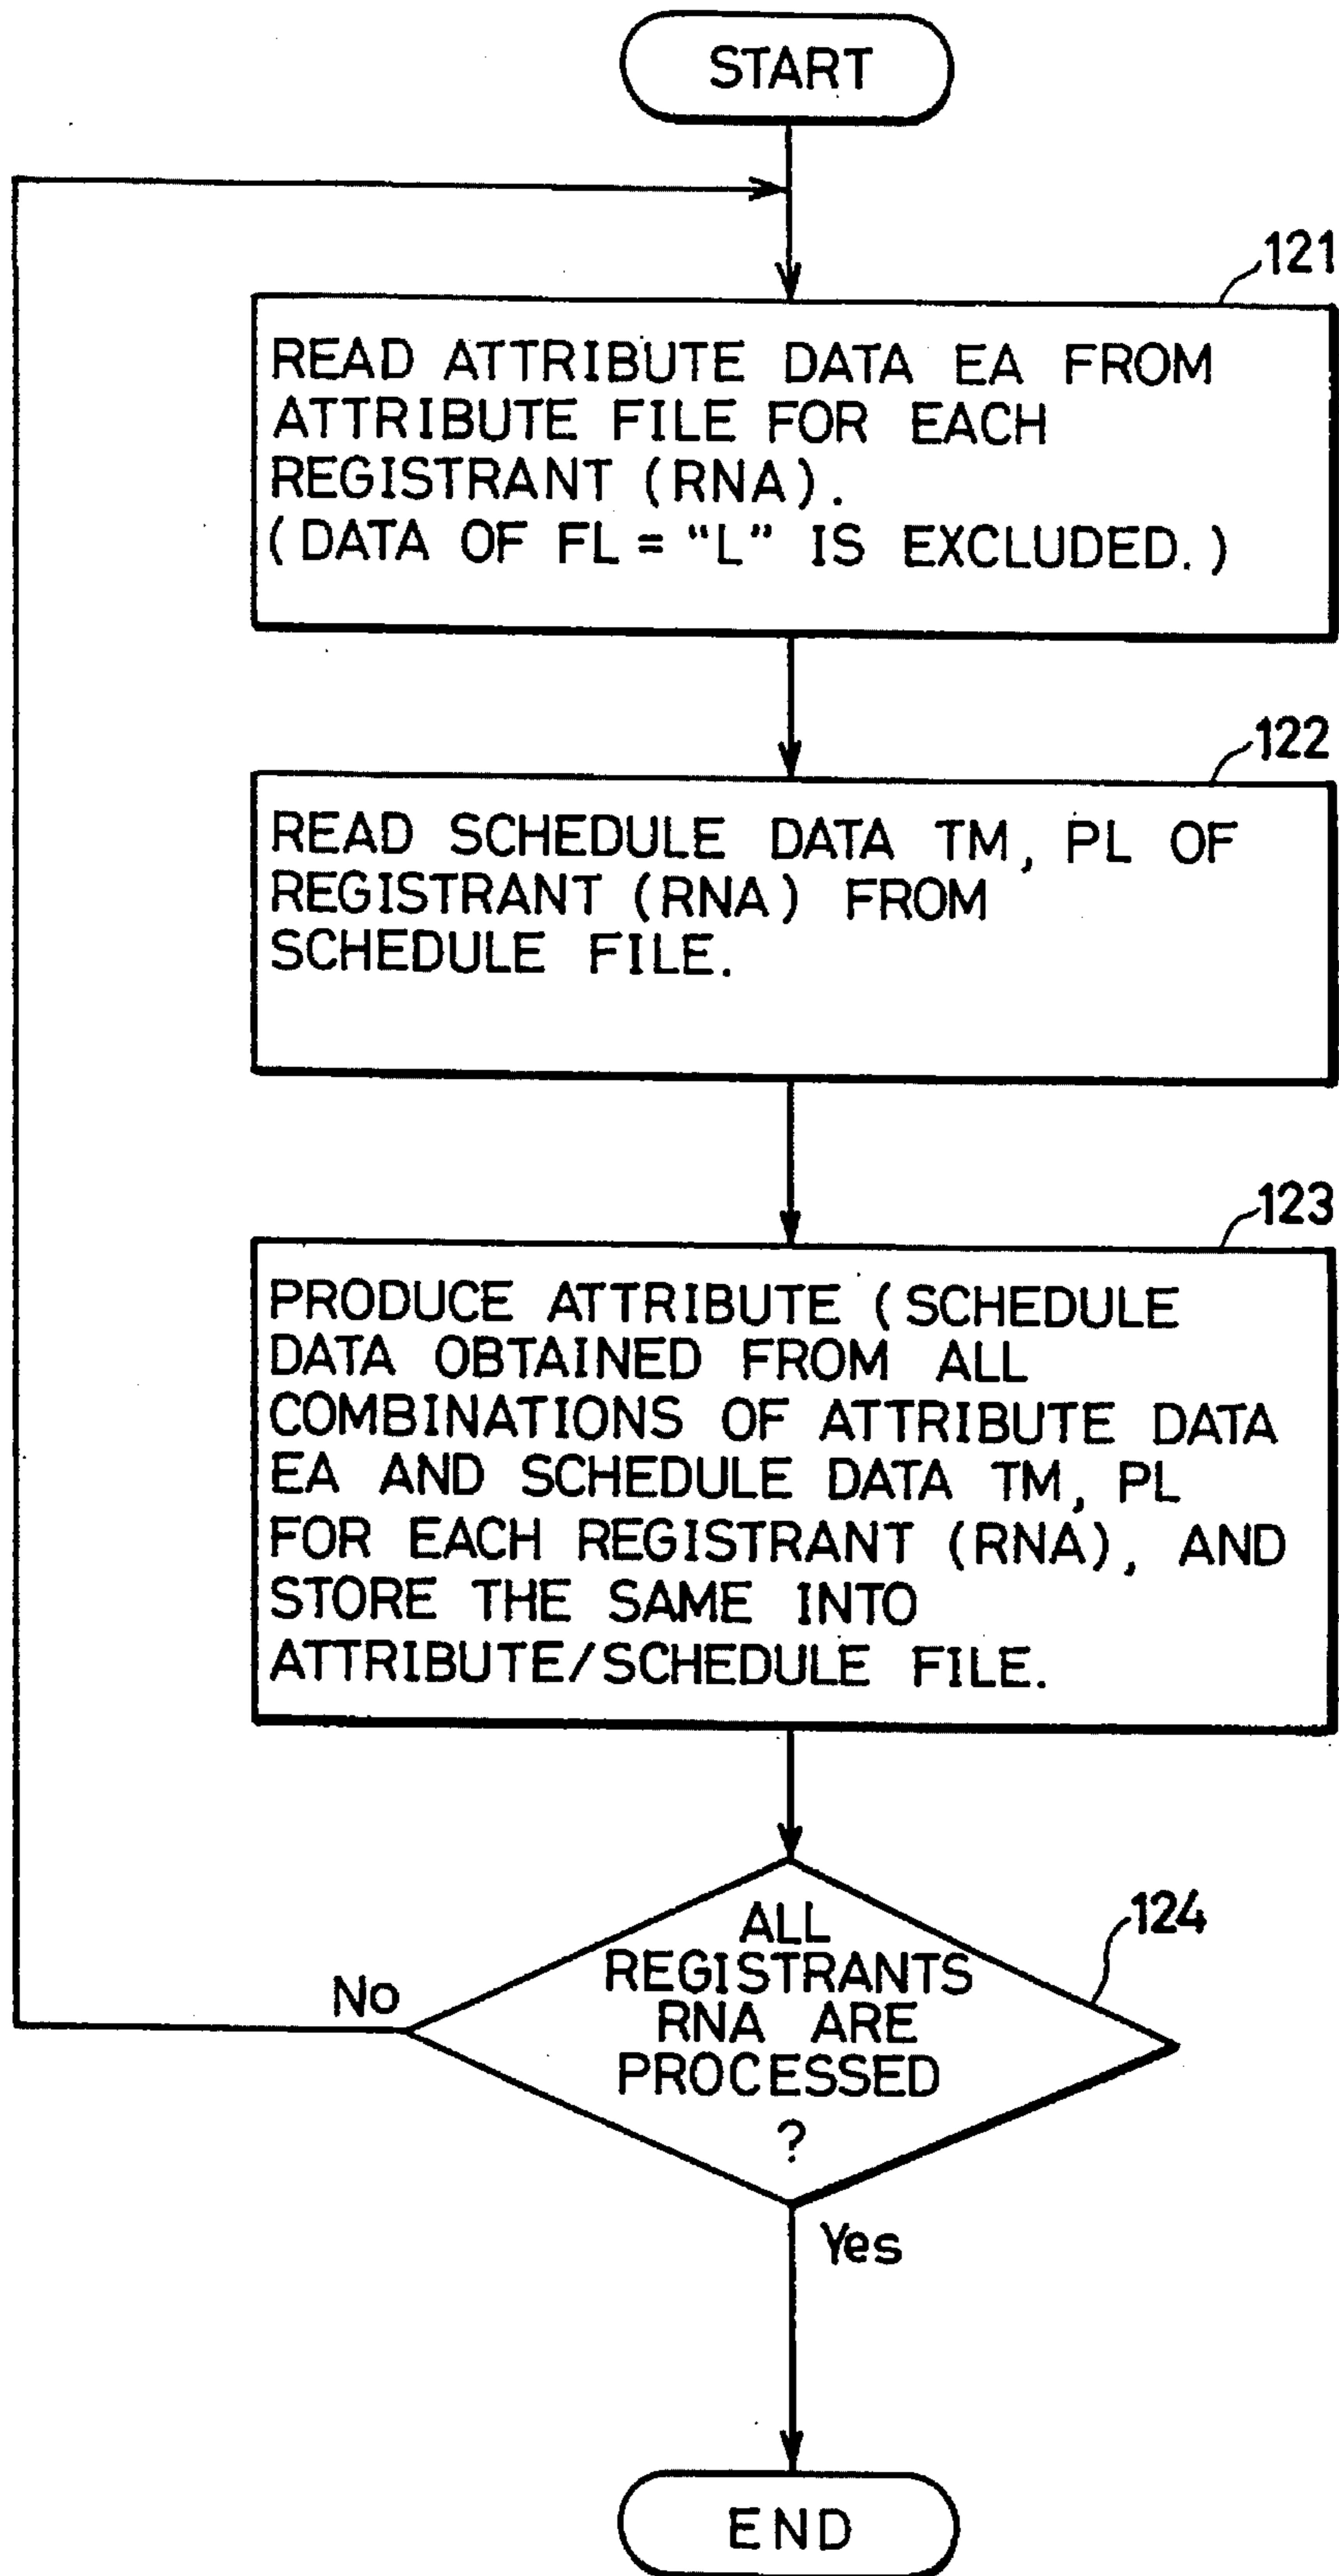 START
121
READ ATTRIBUTE DATA EA FROM
ATTRIBUTE FILE FOR EACH
REGISTRANT (RNA).
(DATA OF FL = "L" IS EXCLUDED.)
122
READ SCHEDULE DATA TM, PL OF
REGISTRANT (RNA) FROM
SCHEDULE FILE.
123
PRODUCE ATTRIBUTE (SCHEDULE
DATA OBTAINED FROM ALL
COMBINATIONS OF ATTRIBUTE DATA
EA AND SCHEDULE DATA TM, PL
FOR EACH REGISTRANT (RNA), AND
STORE THE SAME INTO
ATTRIBUTE/SCHEDULE FILE.
124
ALL
REGISTRANTS
RNA ARE
PROCESSED
?
No
Yes
END